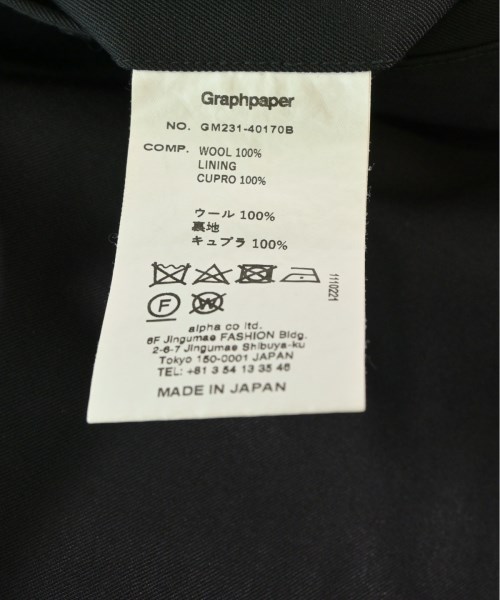 Graphpaper
NO. GM231-40170B
COMP. WOOL 100%
LINING
CUPRO 100%
ウール 100%
裏地
キュプラ 100%
1110221
F W
alpha co ltd.
6F Jingumae FASHION Bldg.
2-6-7 Jingumae Shibuya-ku
Tokyo 150-0001 JAPAN
TEL: +81 3 54 13 35 46
MADE IN JAPAN